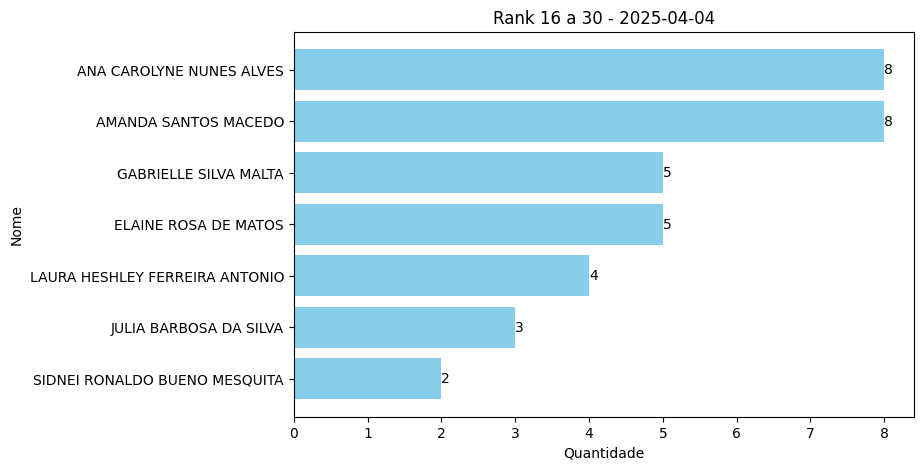 Rank 16 a 30 - 2025-04-04
ANA CAROLYNE NUNES ALVES 8
AMANDA SANTOS MACEDO 8
GABRIELLE SILVA MALTA 5
ELAINE ROSA DE MATOS 5
LAURA HESHLEY FERREIRA ANTONIO 4
JULIA BARBOSA DA SILVA 3
SIDNEI RONALDO BUENO MESQUITA 2
Nome
0 1 2 3 4 5 6 7 8
Quantidade